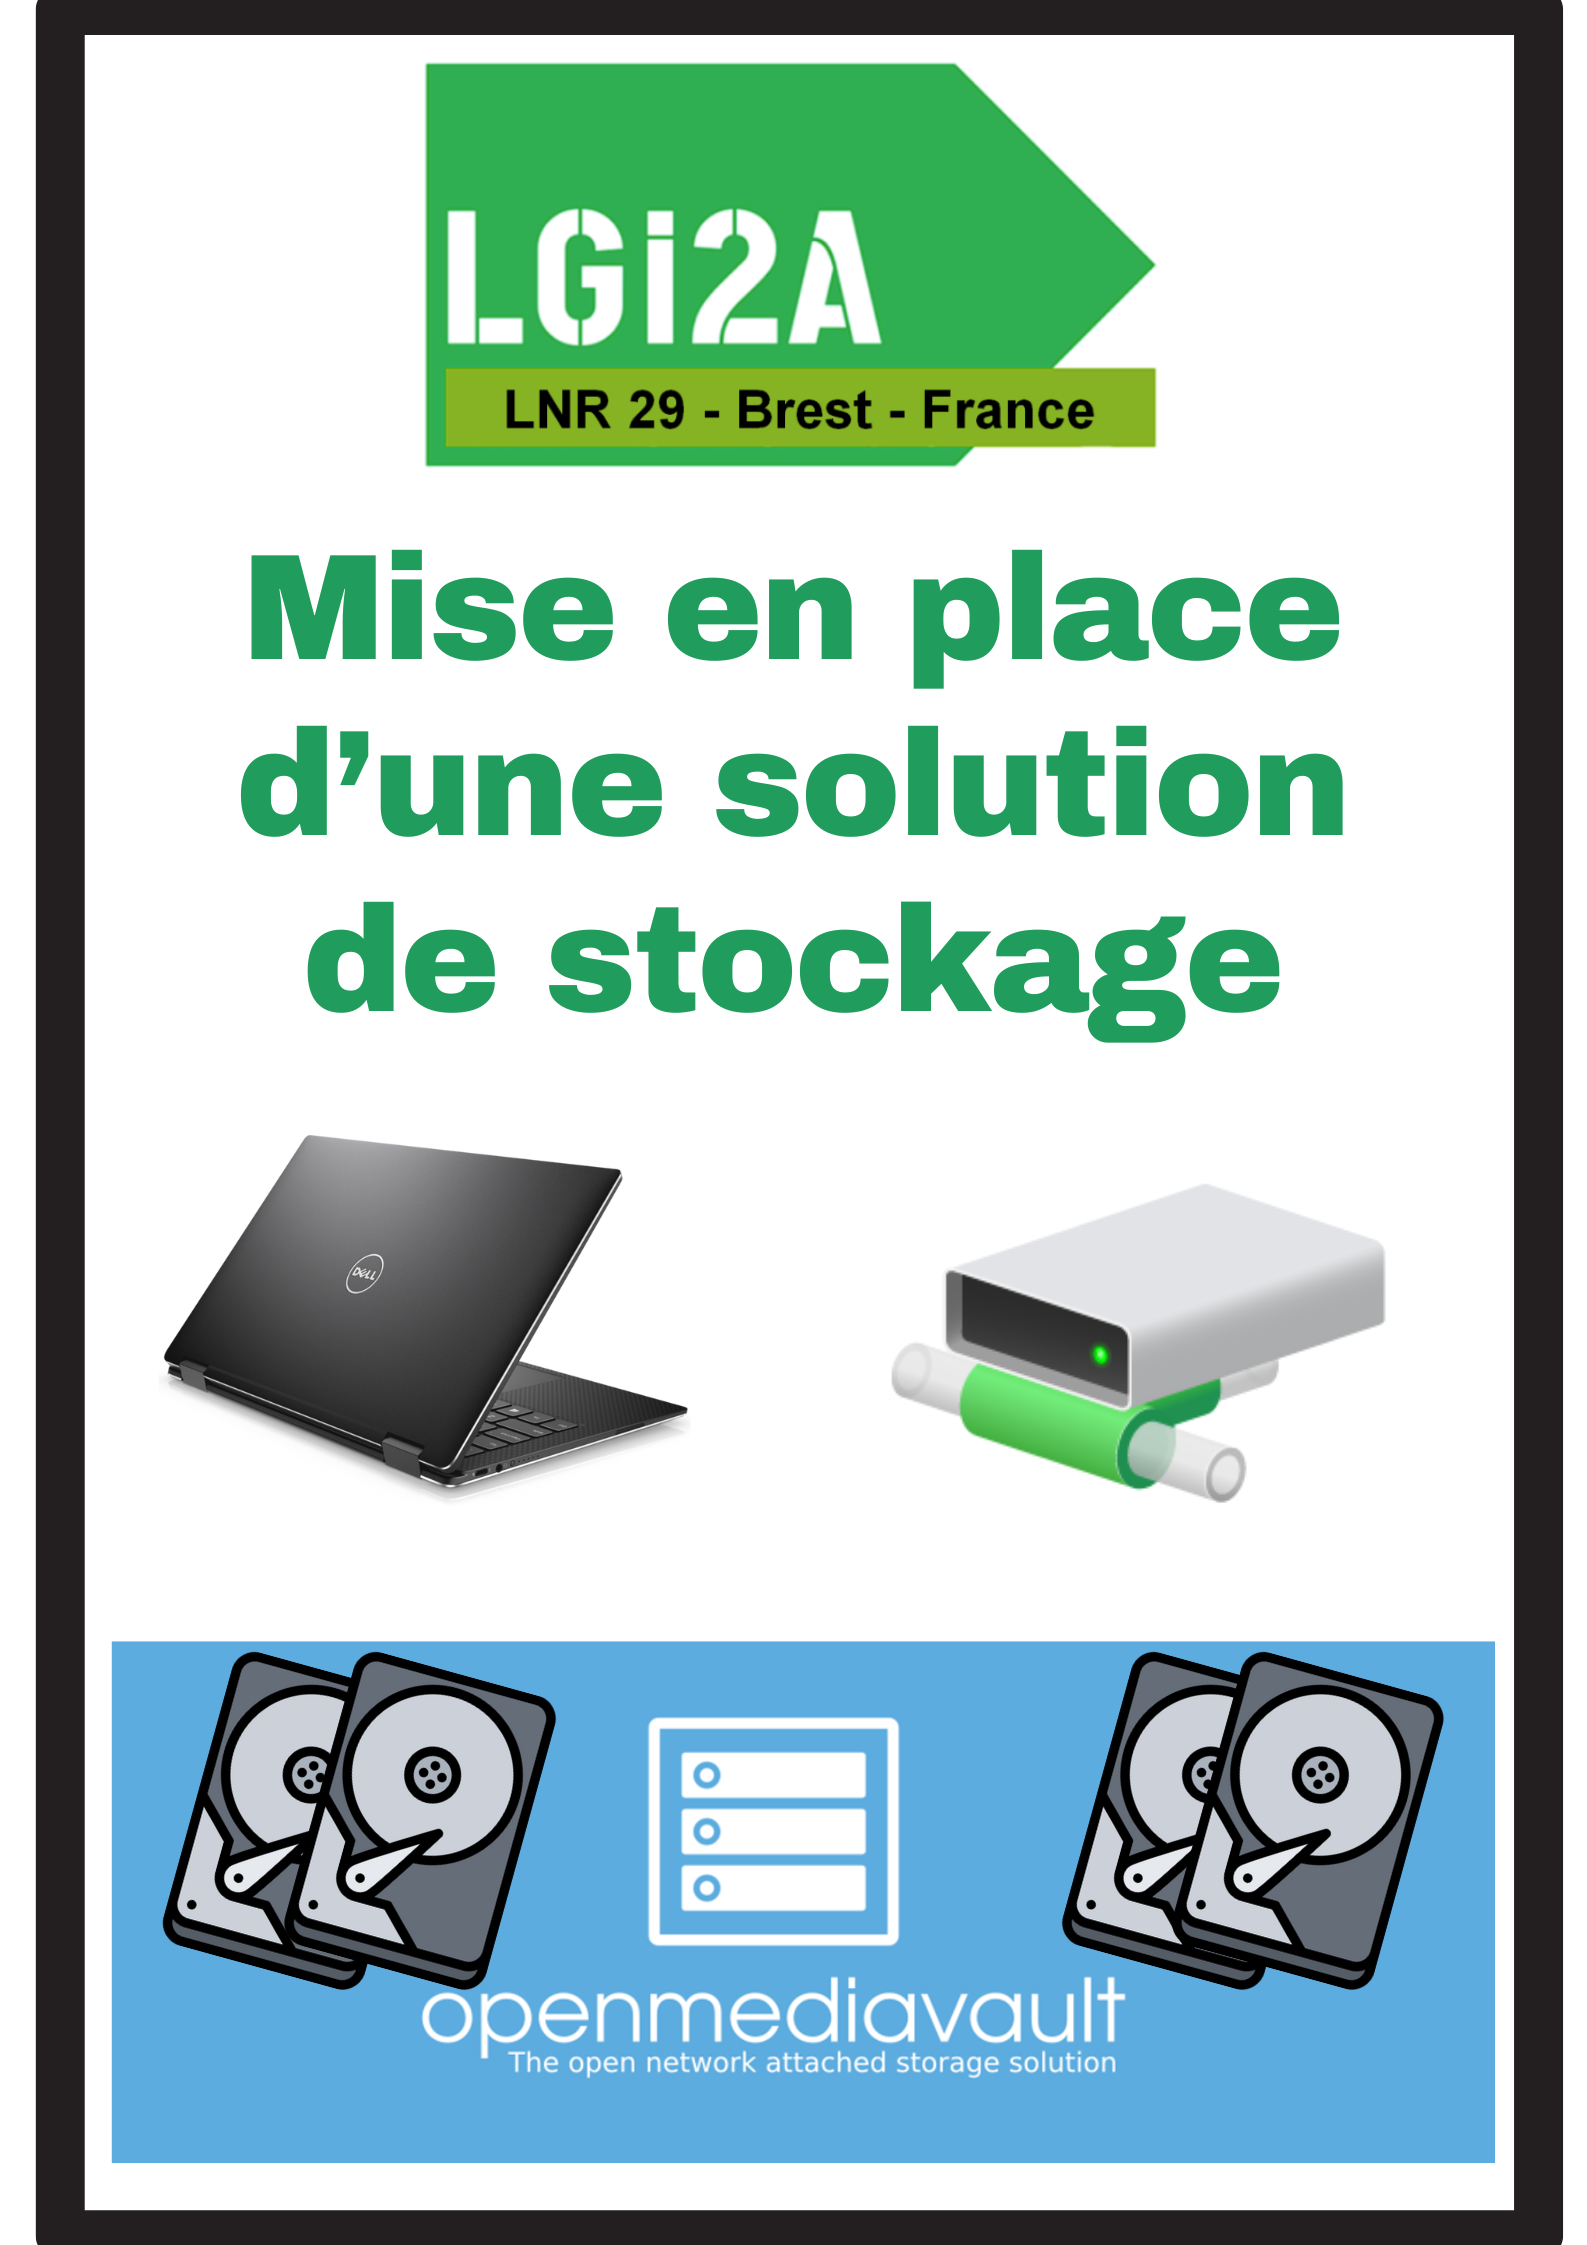 LGi2A
LNR 29 - Brest - France
Mise en place
d’une solution
de stockage
DELL
openmediavault
The open network attached storage solution